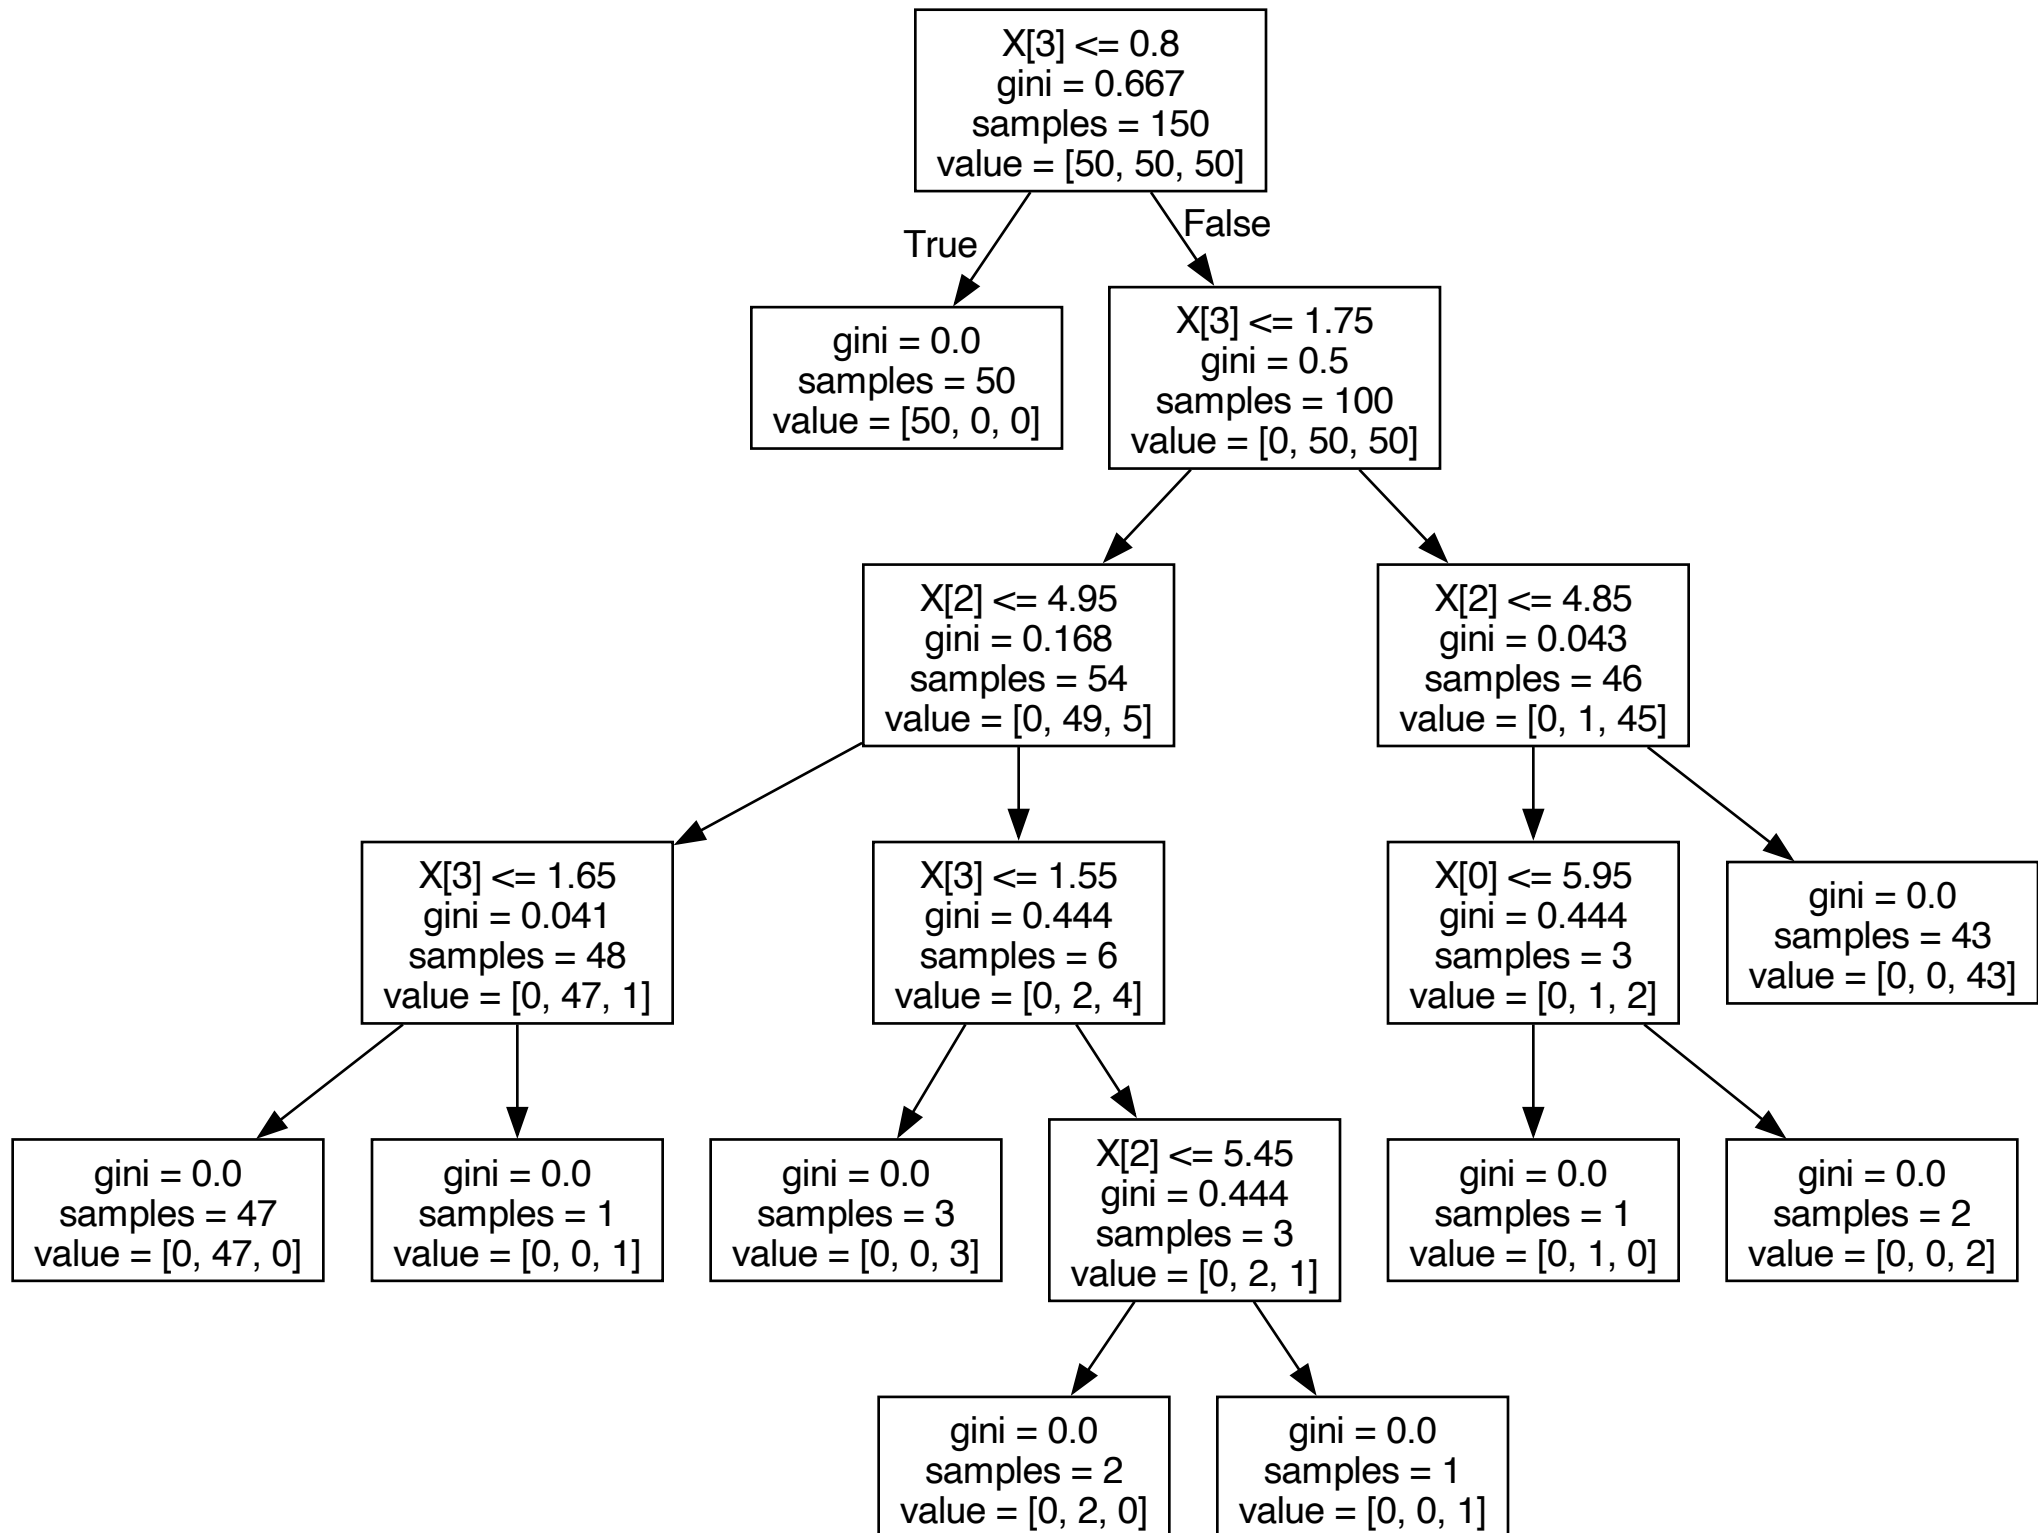 X[3] <= 0.8
gini = 0.667
samples = 150
value = [50, 50, 50]
True
False
gini = 0.0
samples = 50
value = [50, 0, 0]
X[3] <= 1.75
gini = 0.5
samples = 100
value = [0, 50, 50]
X[2] <= 4.95
gini = 0.168
samples = 54
value = [0, 49, 5]
X[2] <= 4.85
gini = 0.043
samples = 46
value = [0, 1, 45]
X[3] <= 1.65
gini = 0.041
samples = 48
value = [0, 47, 1]
X[3] <= 1.55
gini = 0.444
samples = 6
value = [0, 2, 4]
X[0] <= 5.95
gini = 0.444
samples = 3
value = [0, 1, 2]
gini = 0.0
samples = 43
value = [0, 0, 43]
gini = 0.0
samples = 47
value = [0, 47, 0]
gini = 0.0
samples = 1
value = [0, 0, 1]
gini = 0.0
samples = 3
value = [0, 0, 3]
X[2] <= 5.45
gini = 0.444
samples = 3
value = [0, 2, 1]
gini = 0.0
samples = 1
value = [0, 1, 0]
gini = 0.0
samples = 2
value = [0, 0, 2]
gini = 0.0
samples = 2
value = [0, 2, 0]
gini = 0.0
samples = 1
value = [0, 0, 1]